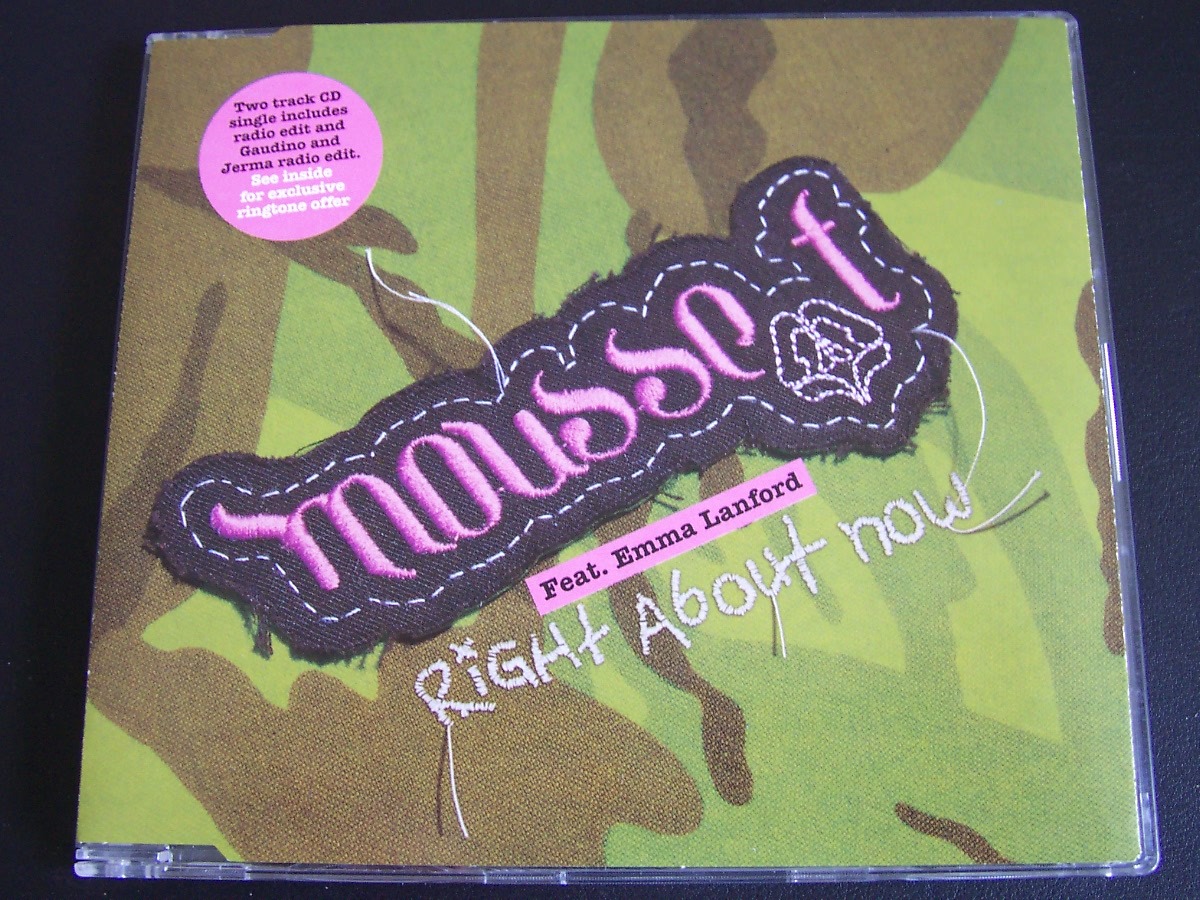 Two track CD
single includes
radio edit and
Gaudino and
Jerma radio edit.
See inside
for exclusive
ringtone offer
mousse t
Feat. Emma Lanford
RiGHt About now